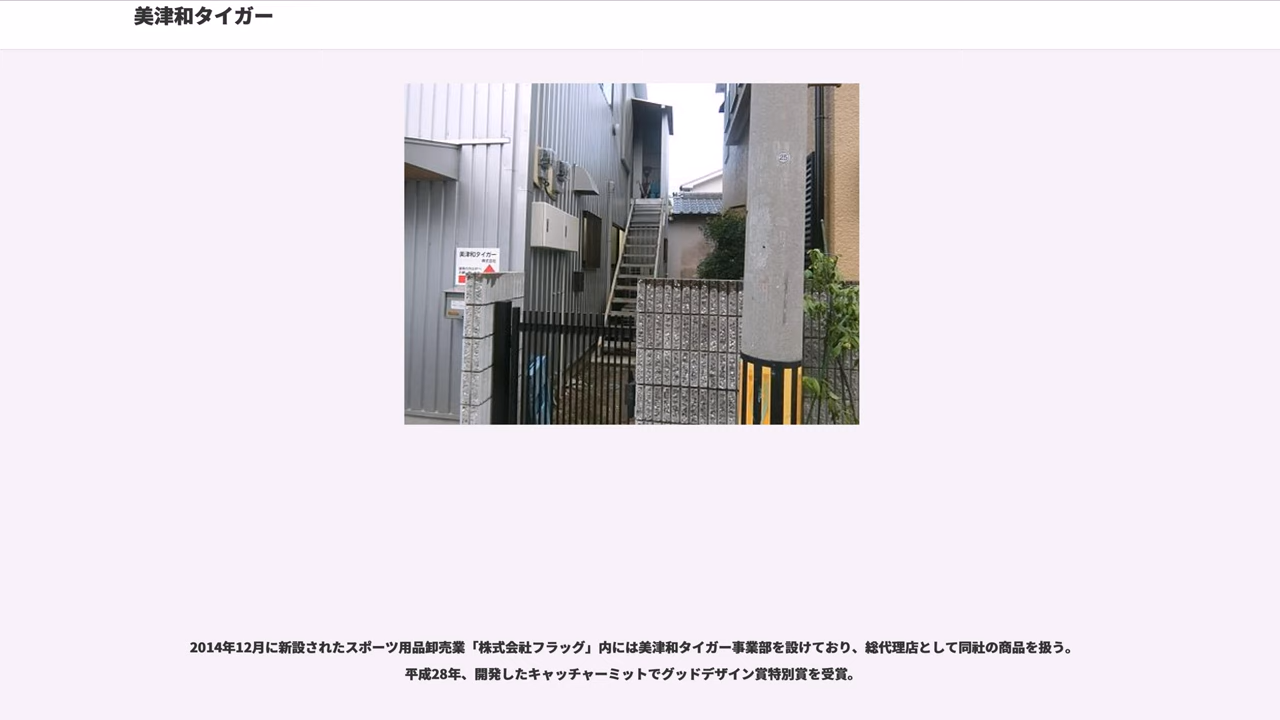 美津和タイガー
美津和タイガー
株式会社
2014年12月に新設されたスポーツ用品卸売業「株式会社フラッグ」内には美津和タイガー事業部を設けており、総代理店として同社の商品を扱う。
平成28年、開発したキャッチャーミットでグッドデザイン賞特別賞を受賞。